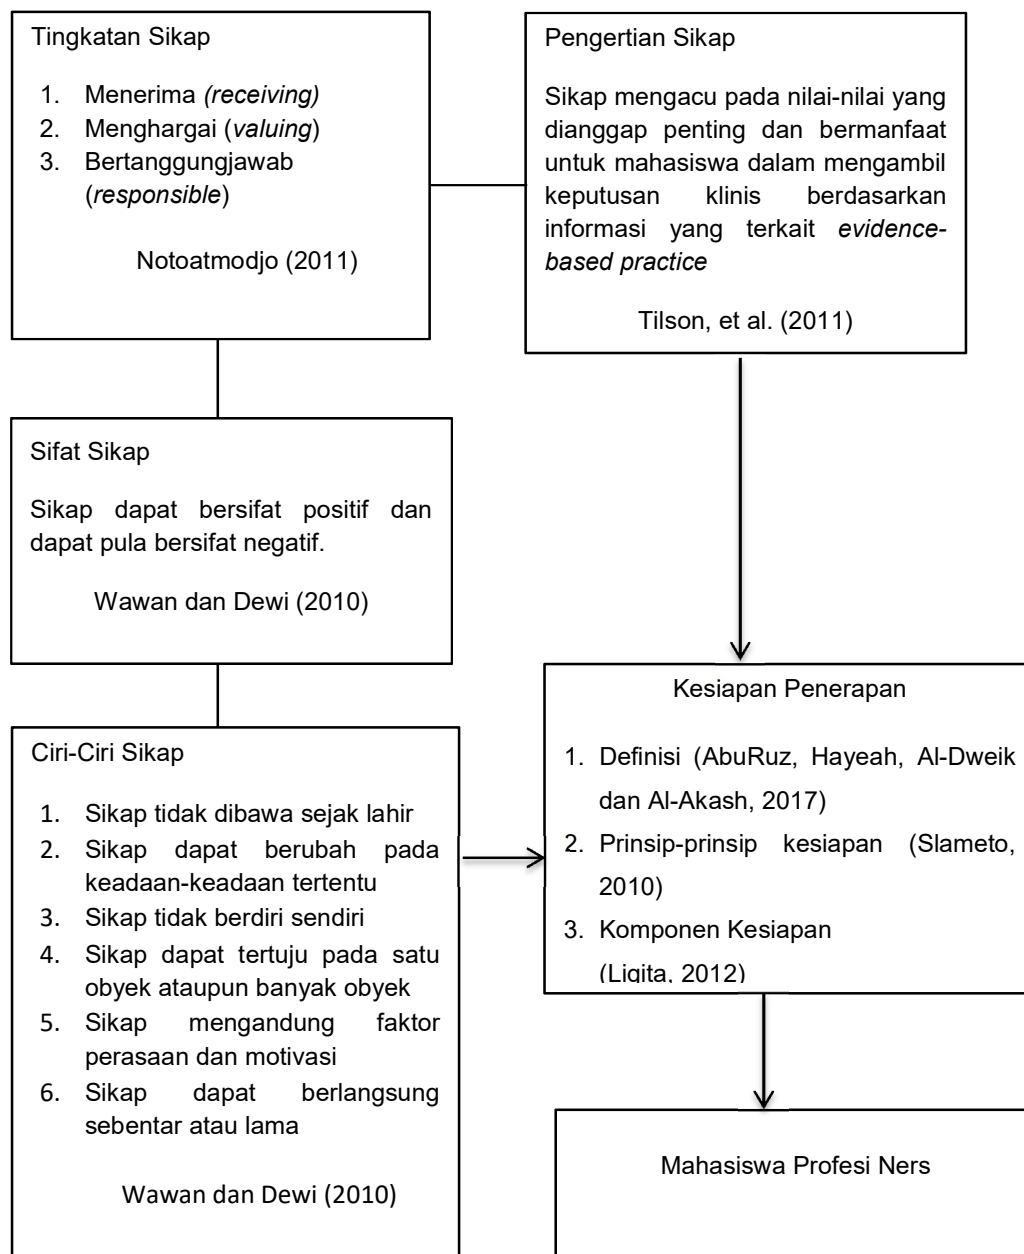 Tingkatan Sikap
1. Menerima (receiving)
2. Menghargai (valuing)
3. Bertanggungjawab
(responsible)
Notoatmodjo (2011)
Pengertian Sikap
Sikap mengacu pada nilai-nilai yang
dianggap penting dan bermanfaat
untuk mahasiswa dalam mengambil
keputusan klinis berdasarkan
informasi yang terkait evidence-
based practice
Tilson, et al. (2011)
Sifat Sikap
Sikap dapat bersifat positif dan
dapat pula bersifat negatif.
Wawan dan Dewi (2010)
Ciri-Ciri Sikap
1. Sikap tidak dibawa sejak lahir
2. Sikap dapat berubah pada
keadaan-keadaan tertentu
3. Sikap tidak berdiri sendiri
4. Sikap dapat tertuju pada satu
obyek ataupun banyak obyek
5. Sikap mengandung faktor
perasaan dan motivasi
6. Sikap dapat berlangsung
sebentar atau lama
Wawan dan Dewi (2010)
Kesiapan Penerapan
1. Definisi (AbuRuz, Hayeah, Al-Dweik
dan Al-Akash, 2017)
2. Prinsip-prinsip kesiapan (Slameto,
2010)
3. Komponen Kesiapan
(Ligita, 2012)
Mahasiswa Profesi Ners